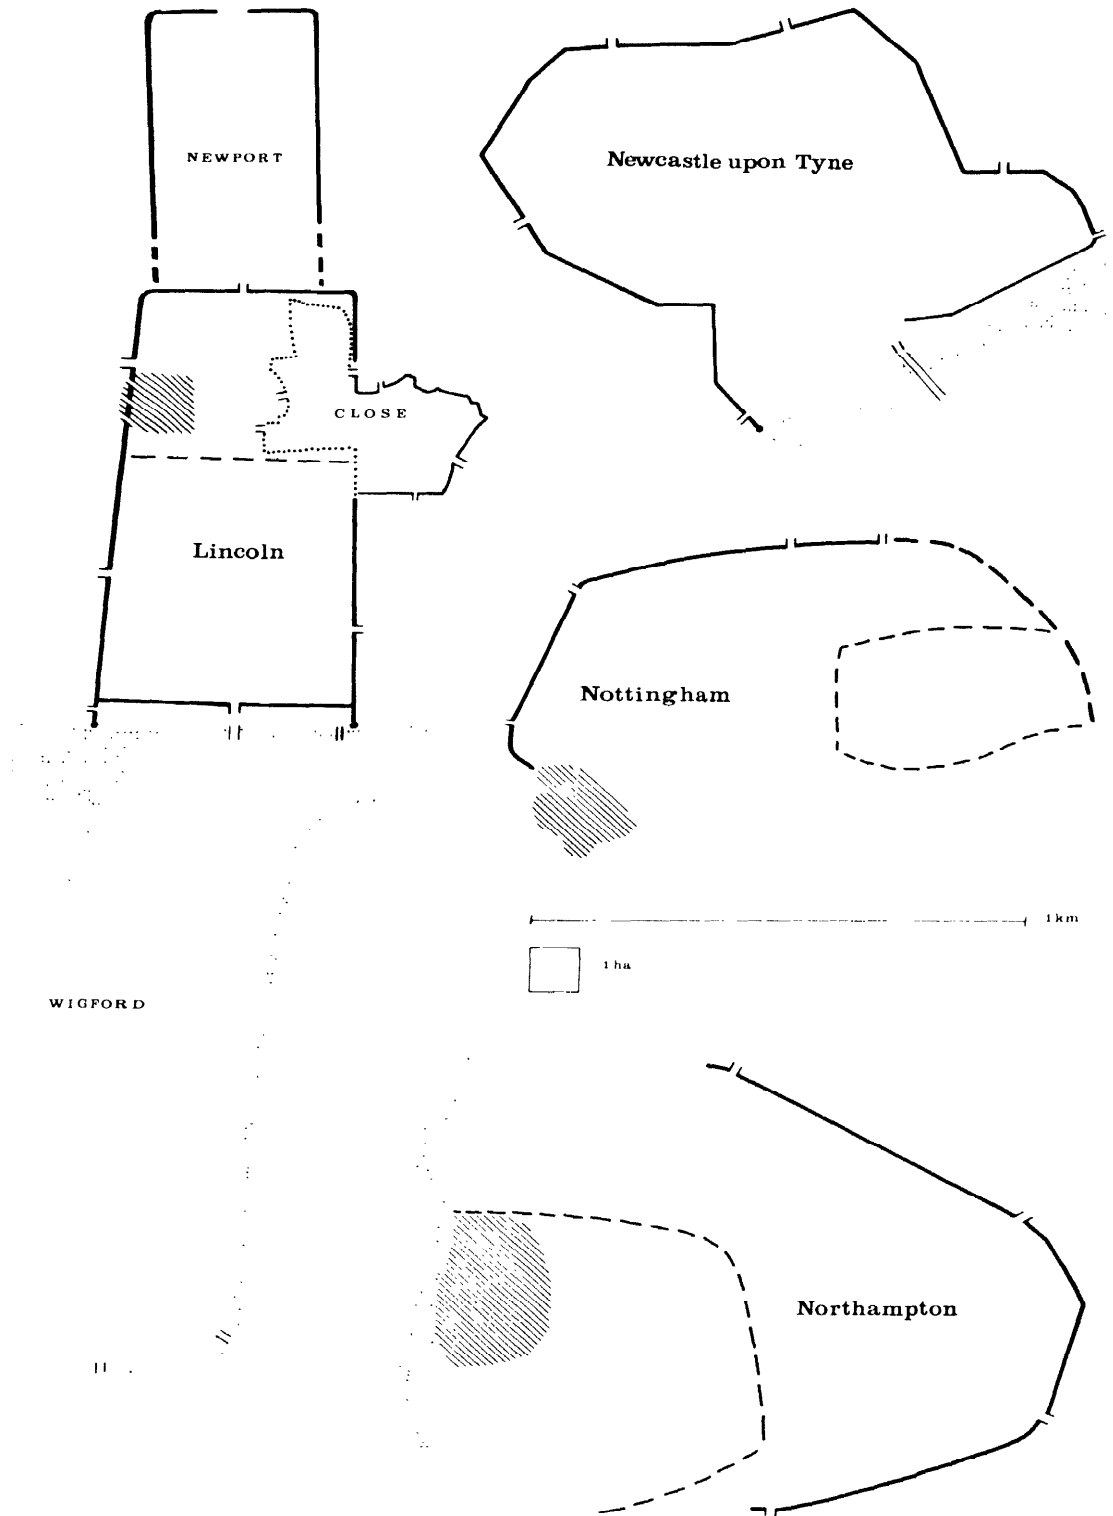 NEWPORT
Newcastle upon Tyne
CLOSE
Lincoln
Nottingham
1 km
1 ha
WIGFORD
Northampton